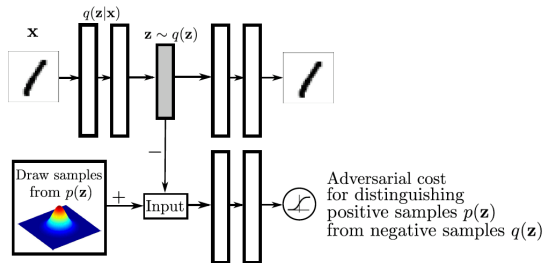 q(z|x)
x
z ∼ q(z)
−
Draw samples
from p(z)
+
Input
Adversarial cost
for distinguishing
positive samples p(z)
from negative samples q(z)